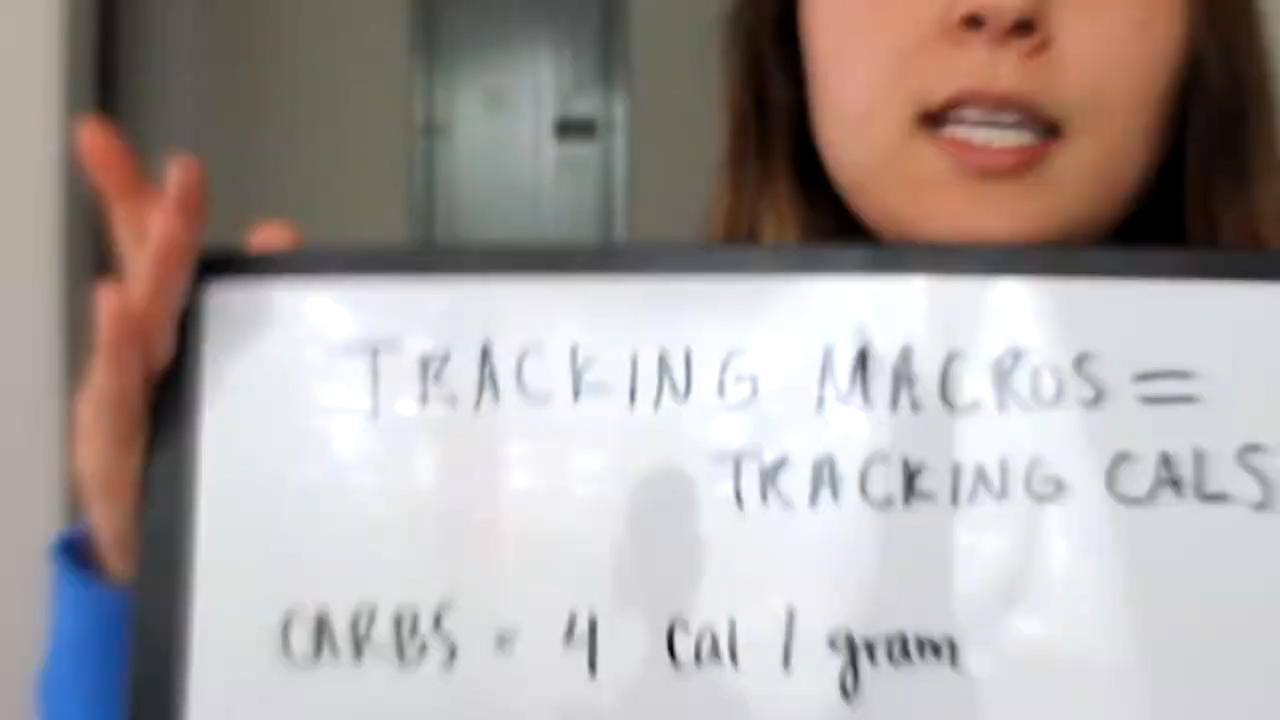 TRACKING MACROS =
TRACKING CALS
CARBS = 4 Cal / gram